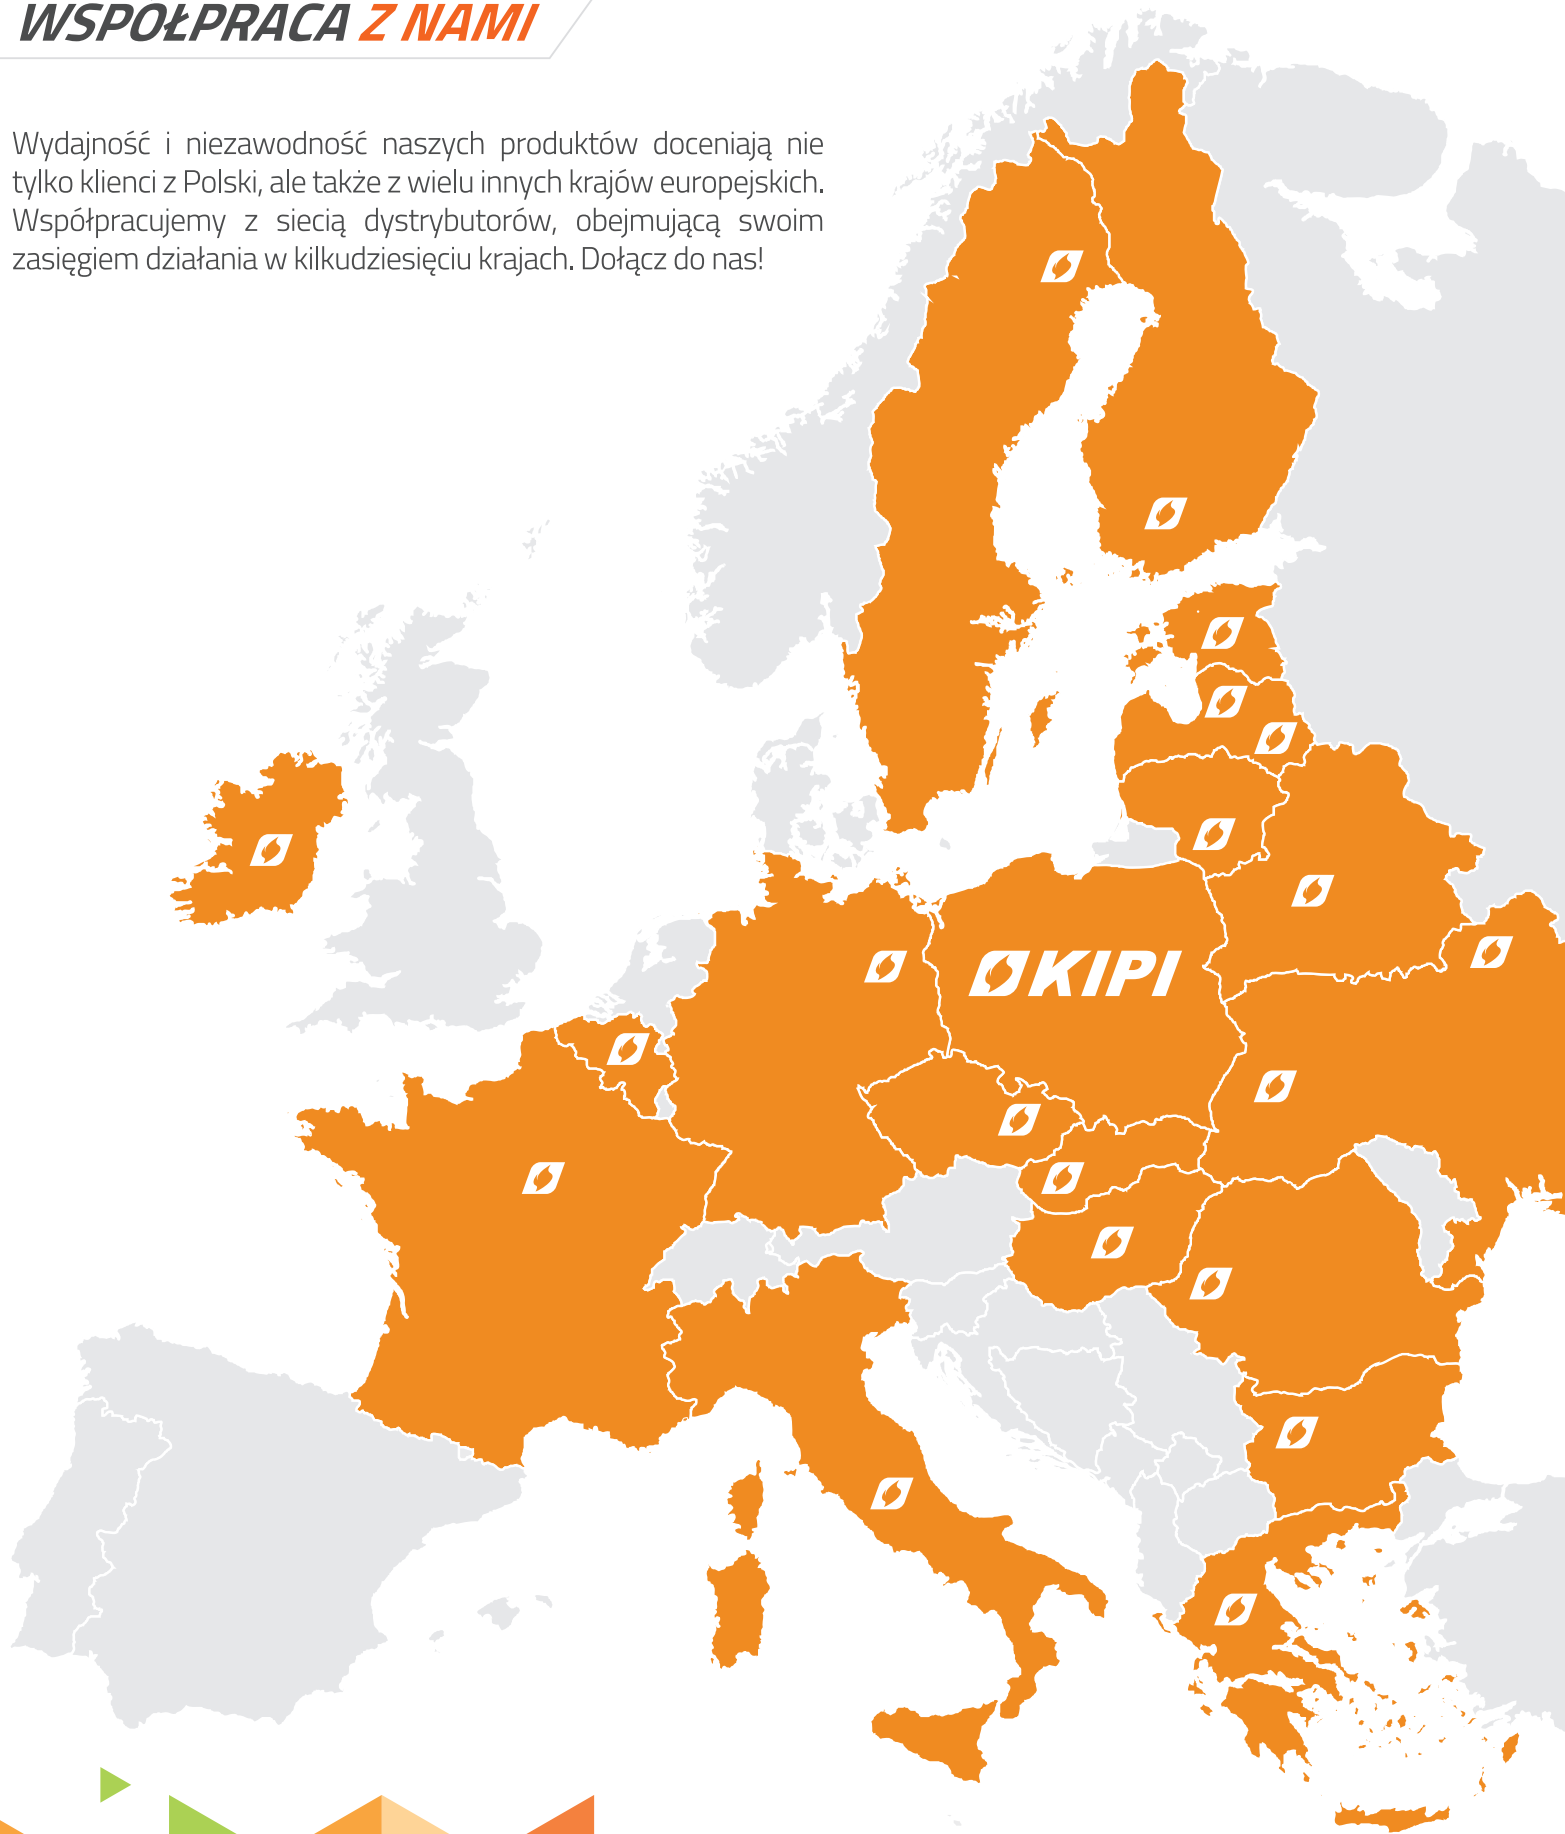 WSPÓŁPRACA Z NAMI
Wydajność i niezawodność naszych produktów doceniają nie
tylko klienci z Polski, ale także z wielu innych krajów europejskich.
Współpracujemy z siecią dystrybutorów, obejmującą swoim
zasięgiem działania w kilkudziesięciu krajach. Dołącz do nas!
KIPI